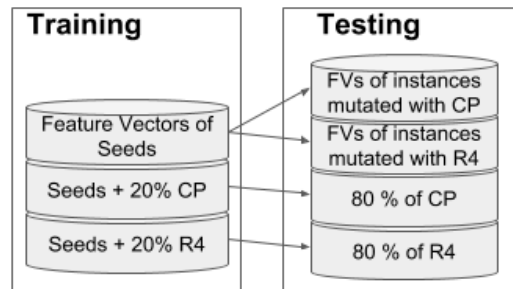 Training
Feature Vectors of
Seeds
Seeds + 20% CP
Seeds + 20% R4
Testing
FVs of instances
mutated with CP
FVs of instances
mutated with R4
80 % of CP
80 % of R4